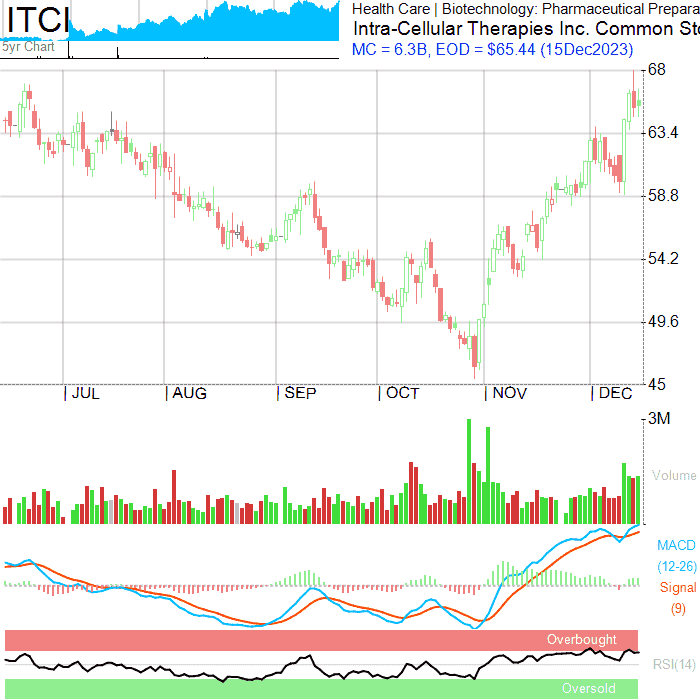 ITCI
5yr Chart
Health Care | Biotechnology: Pharmaceutical Prepara
Intra-Cellular Therapies Inc. Common Sto
MC = 6.3B, EOD = $65.44 (15Dec2023)
68
63.4
58.8
54.2
49.6
45
JUL AUG SEP OCT NOV DEC
3M
Volume
MACD
(12-26)
Signal
(9)
Overbought
RSI(14)
Oversold